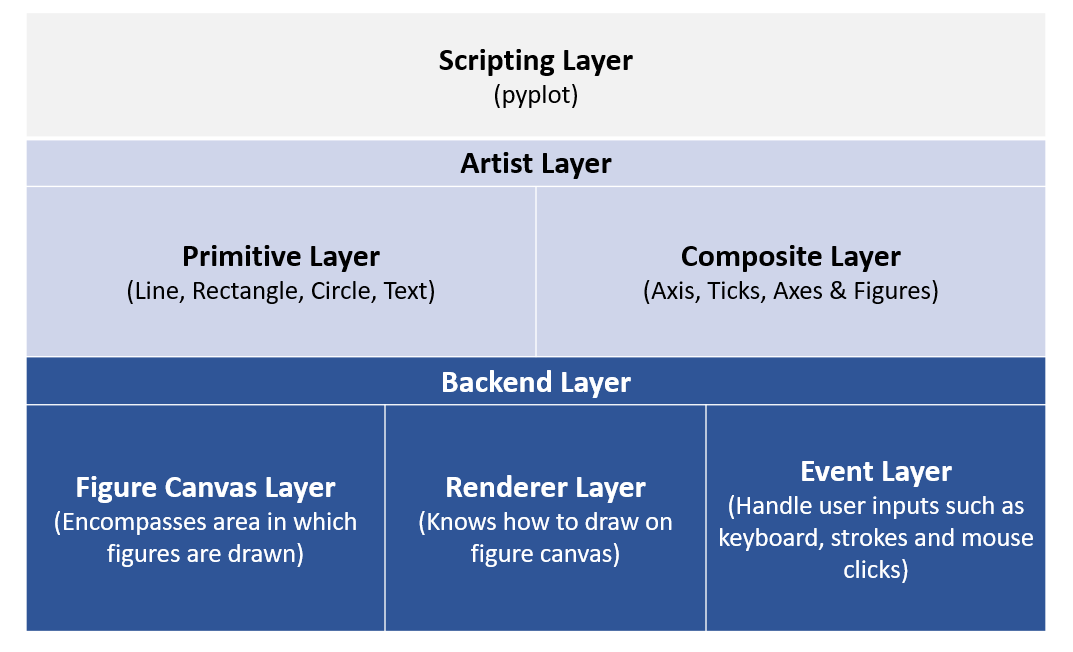 Scripting Layer
(pyplot)
Artist Layer
Primitive Layer
(Line, Rectangle, Circle, Text)
Composite Layer
(Axis, Ticks, Axes & Figures)
Backend Layer
Figure Canvas Layer
(Encompasses area in which
figures are drawn)
Renderer Layer
(Knows how to draw on
figure canvas)
Event Layer
(Handle user inputs such as
keyboard, strokes and mouse
clicks)